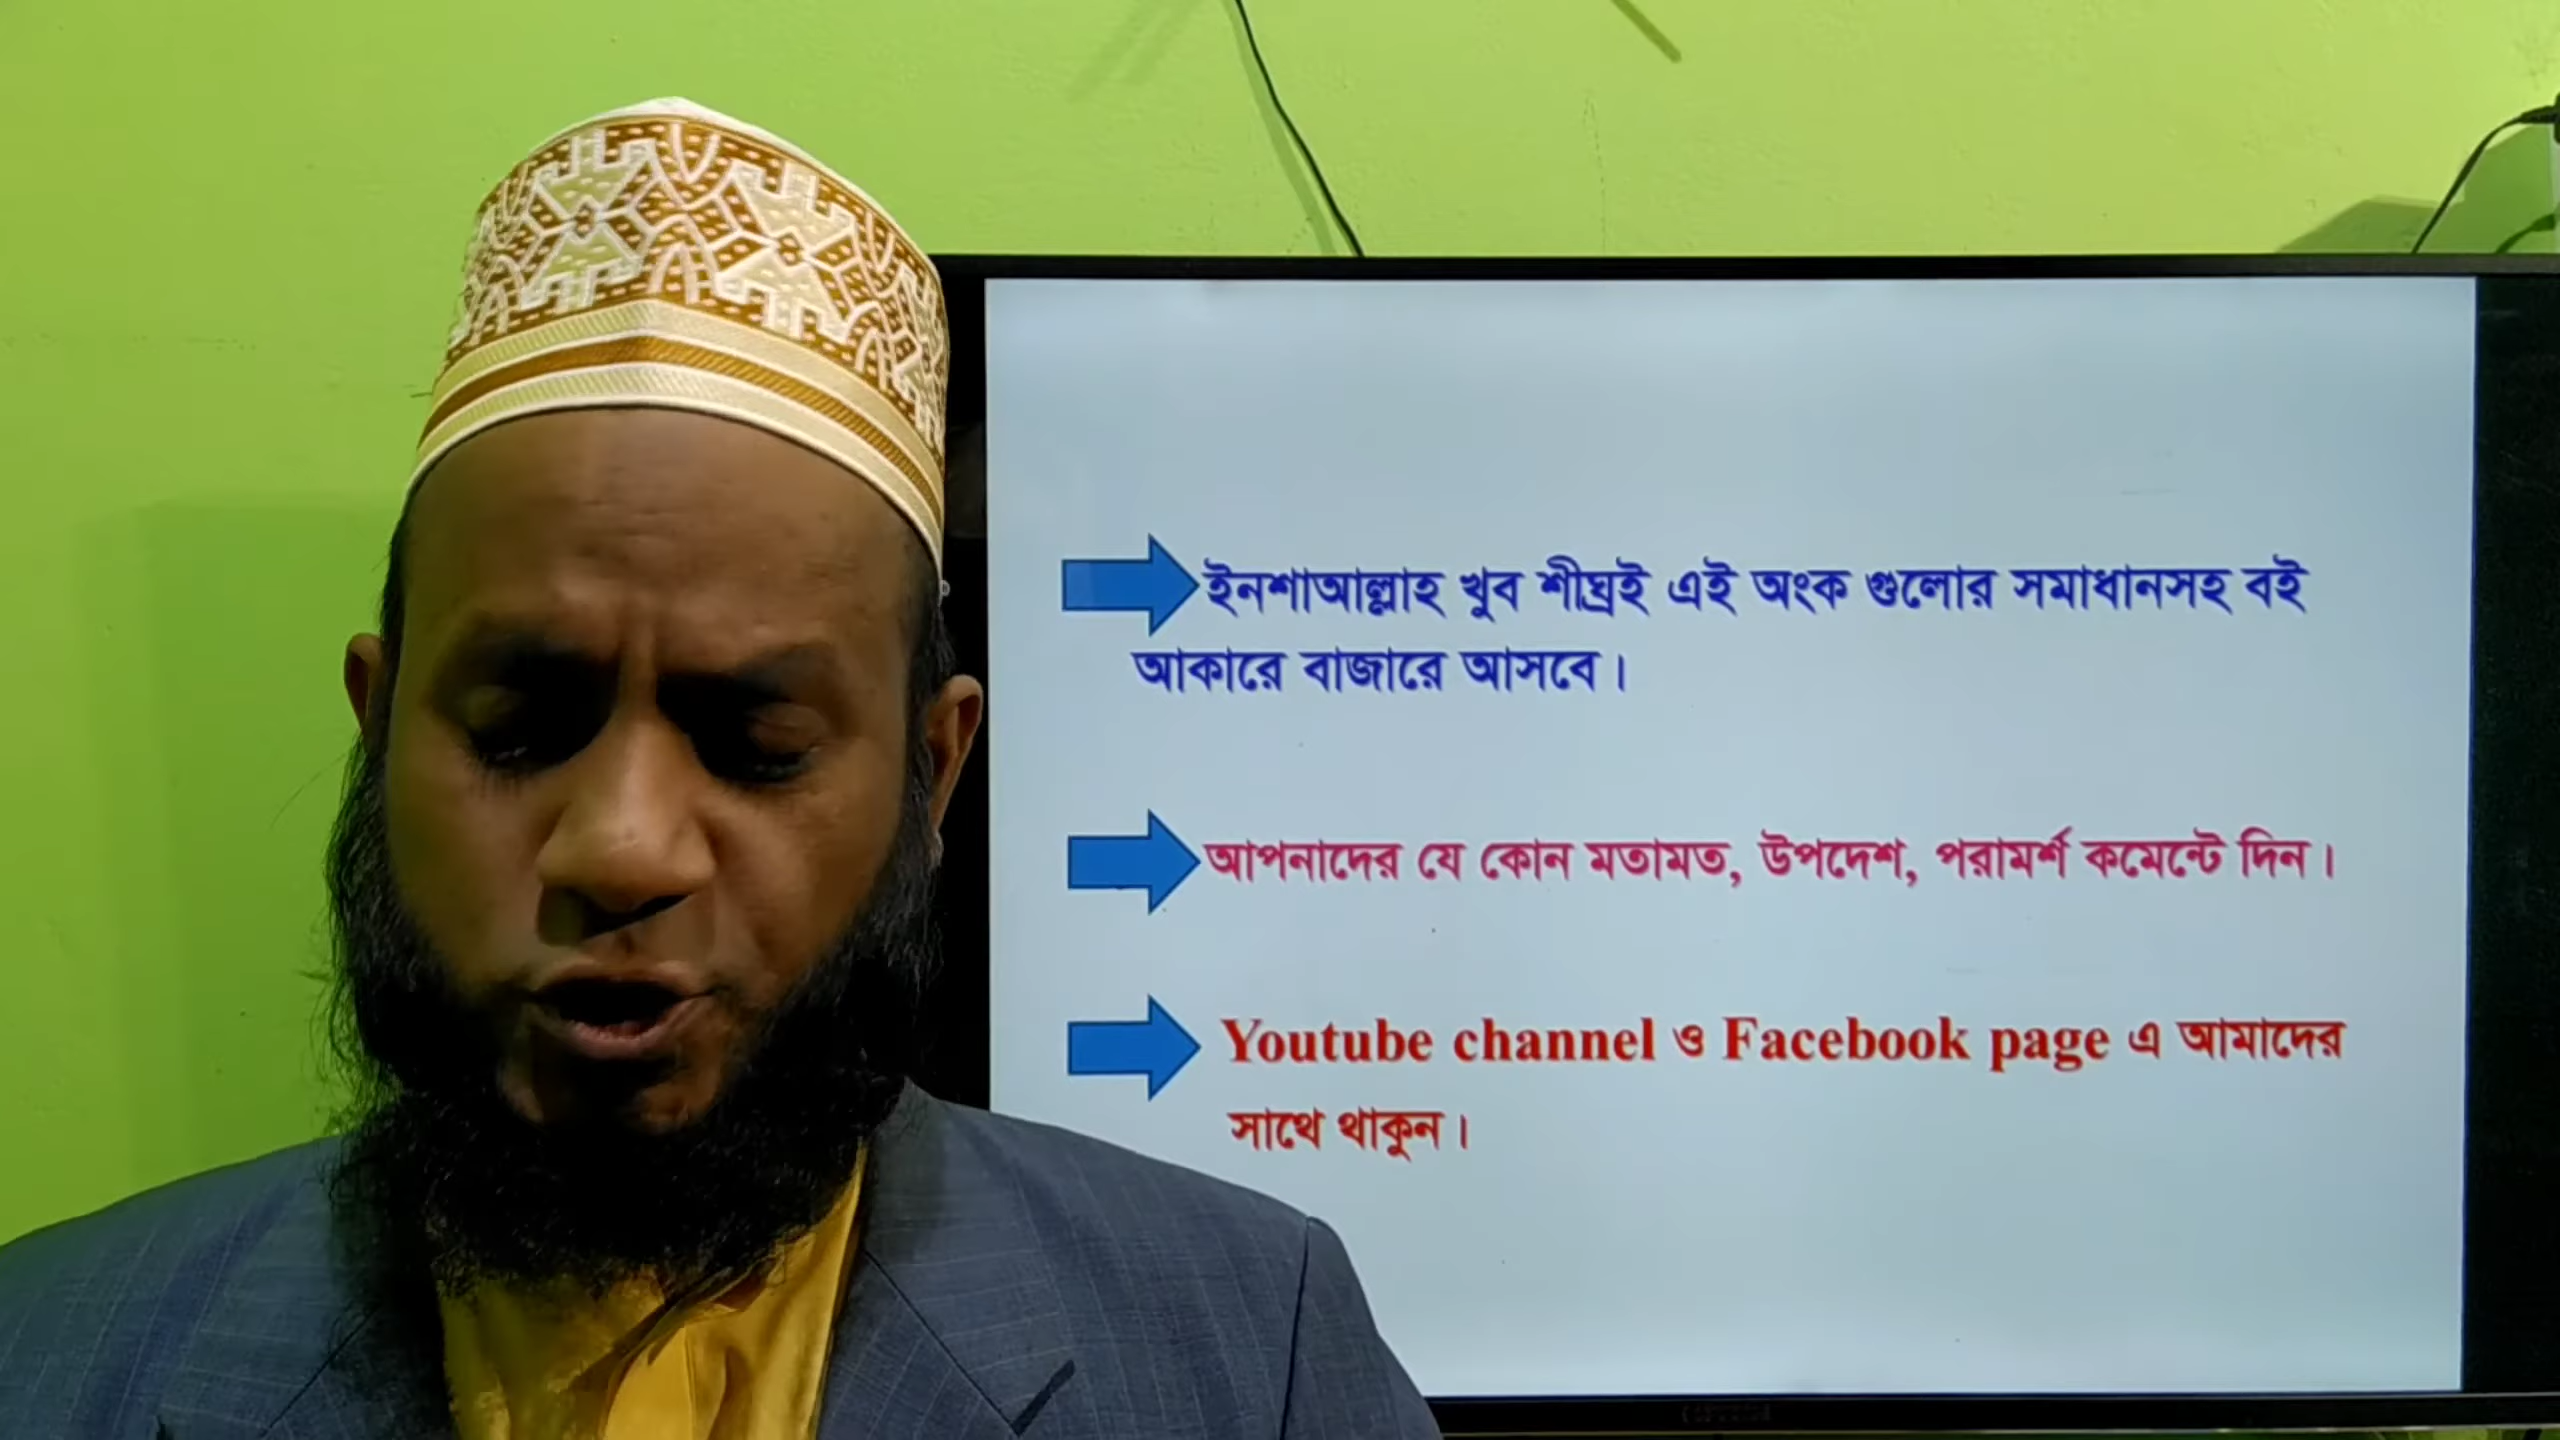 ইনশাআল্লাহ খুব শীঘ্রই এই অংক গুলোর সমাধানসহ বই
আকারে বাজারে আসবে।
আপনাদের যে কোন মতামত, উপদেশ, পরামর্শ কমেন্টে দিন।
Youtube channel ও Facebook page এ আমাদের
সাথে থাকুন।